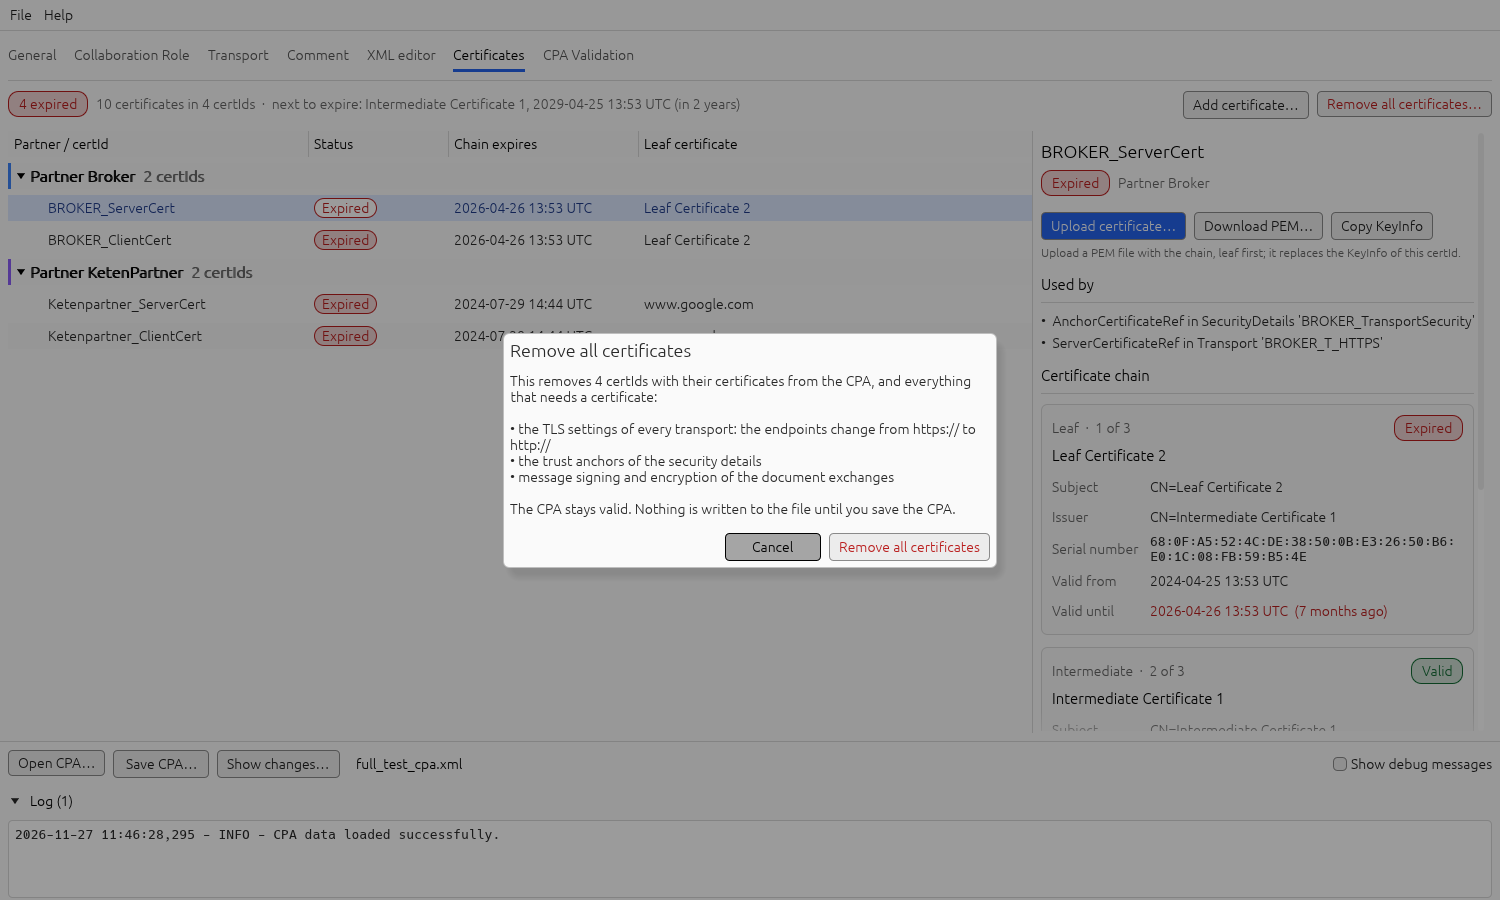 File Help
General Collaboration Role Transport Comment XML editor Certificates CPA Validation
4 expired 10 certificates in 4 certIds · next to expire: Intermediate Certificate 1, 2029-04-25 13:53 UTC (in 2 years) Add certificate... Remove all certificates...
Partner / certId Status Chain expires Leaf certificate
Partner Broker 2 certIds
BROKER_ServerCert Expired 2026-04-26 13:53 UTC Leaf Certificate 2
BROKER_ClientCert Expired 2026-04-26 13:53 UTC Leaf Certificate 2
Partner KetenPartner 2 certIds
Ketenpartner_ServerCert Expired 2024-07-29 14:44 UTC www.google.com
Ketenpartner_ClientCert Expired
Remove all certificates
This removes 4 certIds with their certificates from the CPA, and everything
that needs a certificate:
• the TLS settings of every transport: the endpoints change from https:// to
http://
• the trust anchors of the security details
• message signing and encryption of the document exchanges
The CPA stays valid. Nothing is written to the file until you save the CPA.
Cancel Remove all certificates
BROKER_ServerCert
Expired Partner Broker
Upload certificate... Download PEM... Copy KeyInfo
Upload a PEM file with the chain, leaf first; it replaces the KeyInfo of this certId.
Used by
• AnchorCertificateRef in SecurityDetails 'BROKER_TransportSecurity'
• ServerCertificateRef in Transport 'BROKER_T_HTTPS'
Certificate chain
Leaf · 1 of 3 Expired
Leaf Certificate 2
Subject CN=Leaf Certificate 2
Issuer CN=Intermediate Certificate 1
Serial number 68:0F:A5:52:4C:DE:38:50:0B:E3:26:50:B6:
E0:1C:08:FB:59:B5:4E
Valid from 2024-04-25 13:53 UTC
Valid until 2026-04-26 13:53 UTC (7 months ago)
Intermediate · 2 of 3 Valid
Intermediate Certificate 1
Subject CN=Intermediate Certificate 1
Open CPA... Save CPA... Show changes... full_test_cpa.xml Show debug messages
Log (1)
2026-11-27 11:46:28,295 - INFO - CPA data loaded successfully.